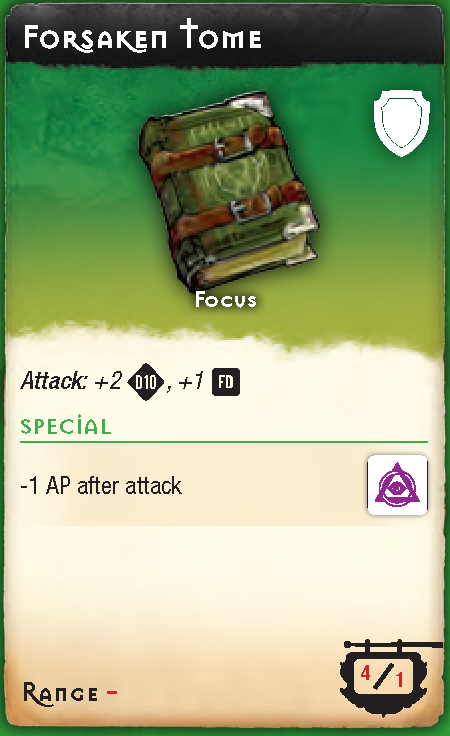 Forsaken Tome
Focus
Attack: +2 D10, +1 FD
SPECIAL
-1 AP after attack
Range -
4/1